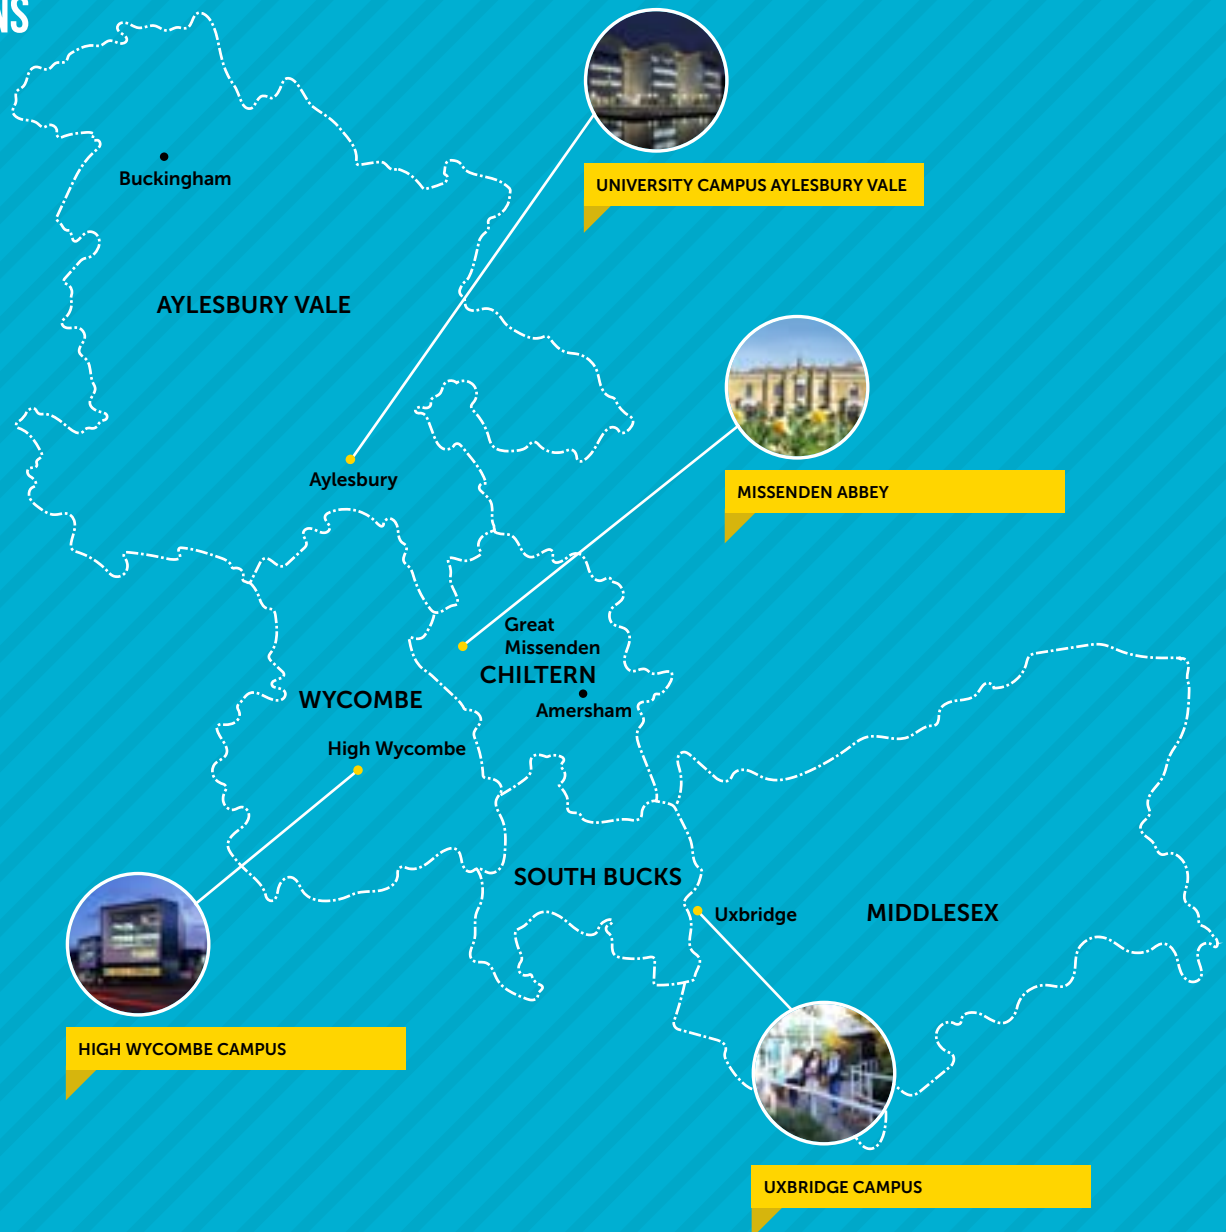 UNIVERSITY CAMPUS AYLESBURY VALE
Buckingham
AYLESBURY VALE
Aylesbury
MISSENDEN ABBEY
Great
Missenden
CHILTERN
Amersham
WYCOMBE
High Wycombe
SOUTH BUCKS
Uxbridge
MIDDLESEX
HIGH WYCOMBE CAMPUS
UXBRIDGE CAMPUS